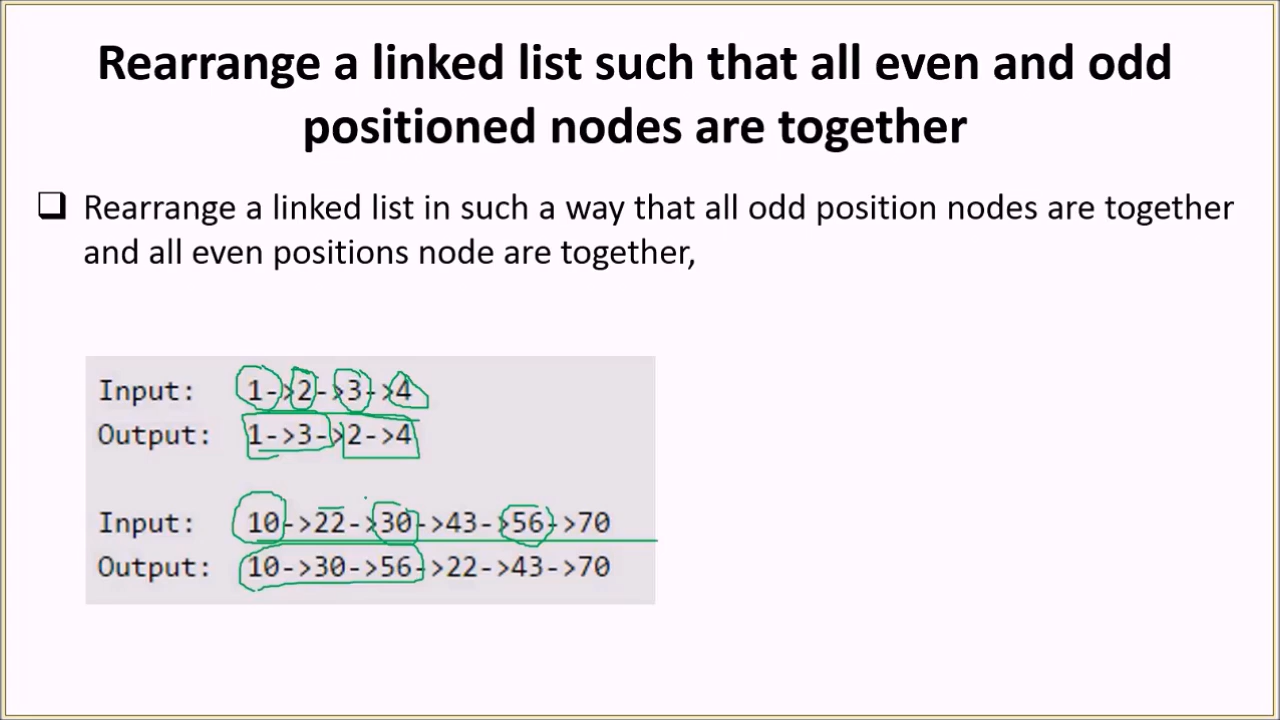 Rearrange a linked list such that all even and odd
positioned nodes are together
Rearrange a linked list in such a way that all odd position nodes are together
and all even positions node are together,
Input: 1->2->3->4
Output: 1->3->2->4
Input: 10->22->30->43->56->70
Output: 10->30->56->22->43->70